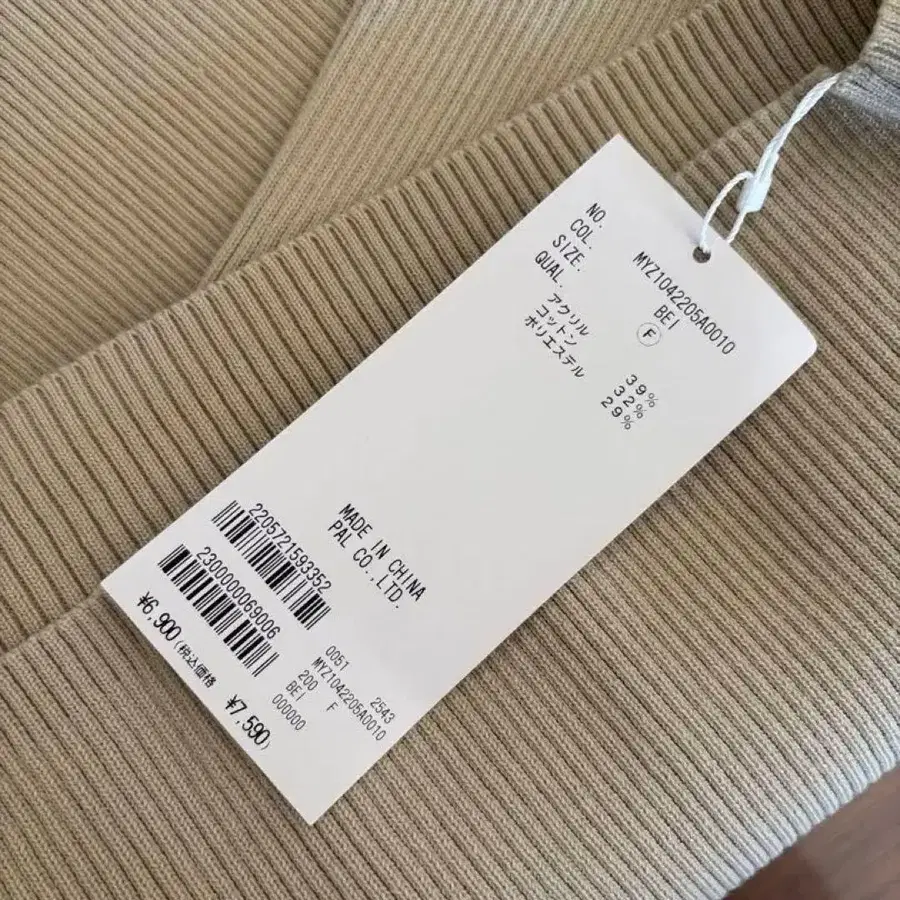 NO. MYZ1042205A0010
COL. BEI
SIZE. F
QUAL.
アクリル 39%
コットン 32%
ポリエステル 29%
MADE IN CHINA
PAL CO.,LTD.
2205721593352
2300000069006
0051 2543
MYZ1042205A0010
200 F
BEI
000000
¥6,900(税込価格 ¥7,590)